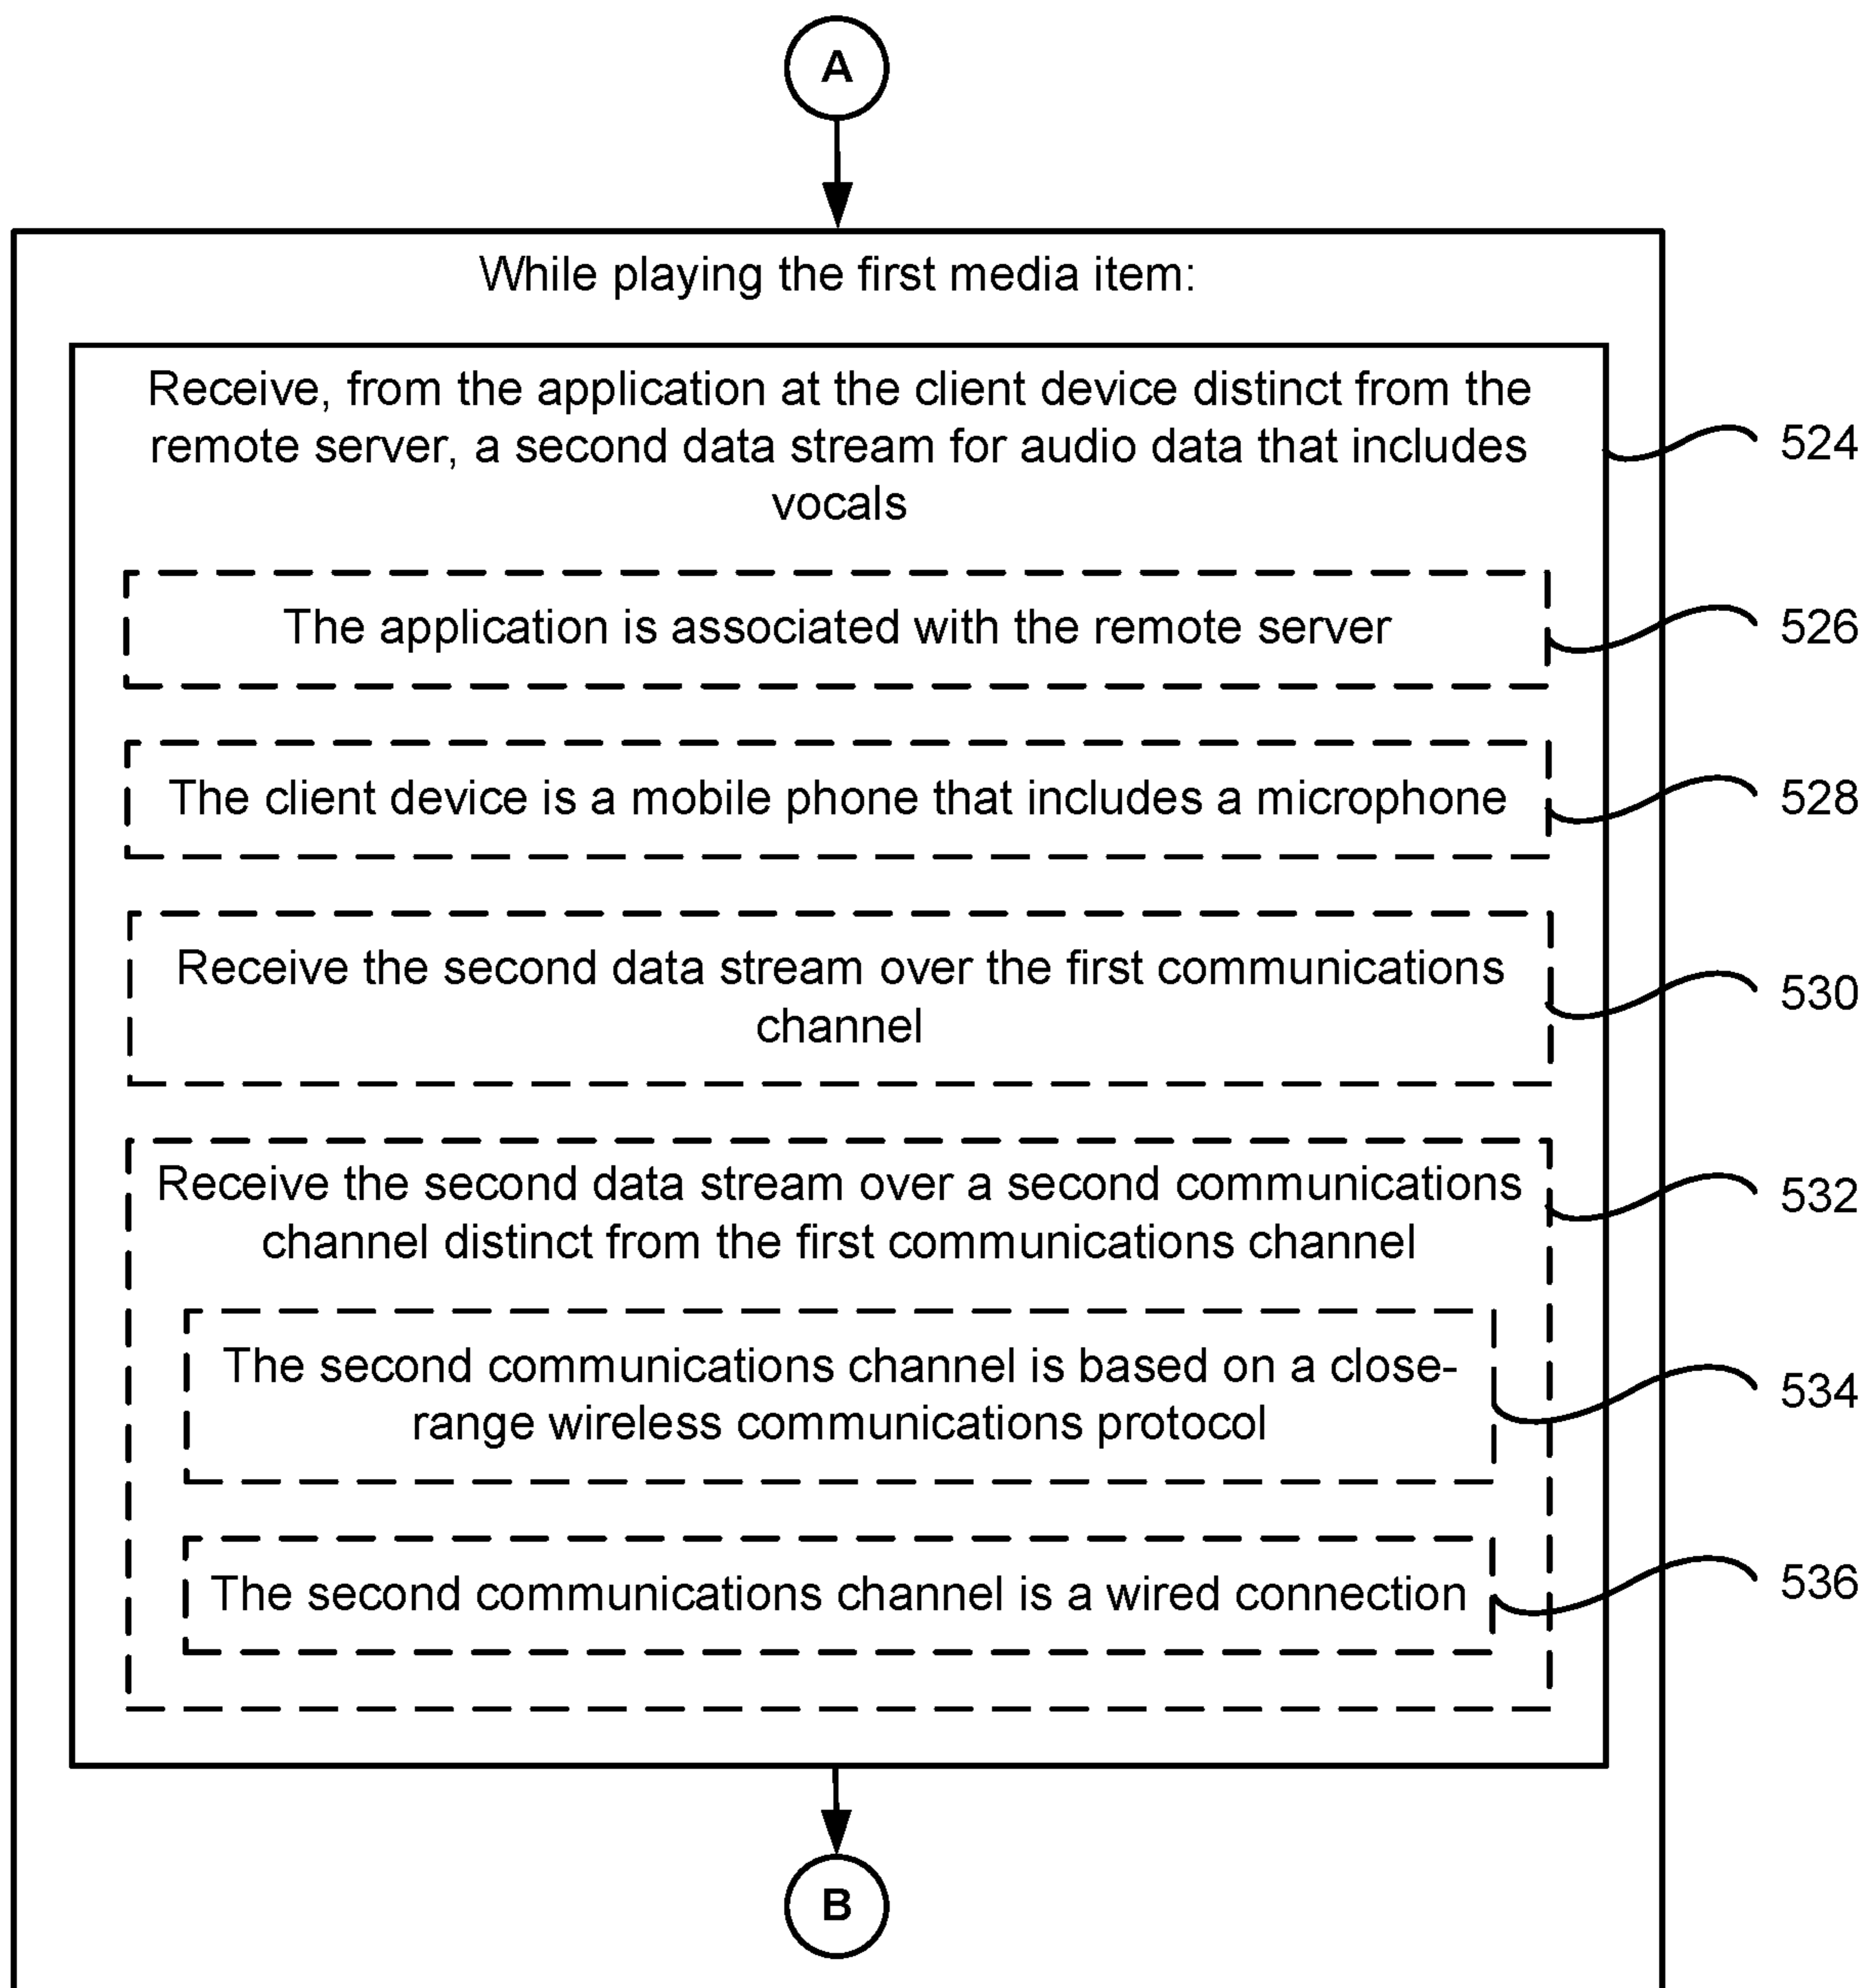 A
While playing the first media item:
Receive, from the application at the client device distinct from the
remote server, a second data stream for audio data that includes
vocals
524
The application is associated with the remote server
526
The client device is a mobile phone that includes a microphone
528
Receive the second data stream over the first communications
channel
530
Receive the second data stream over a second communications
channel distinct from the first communications channel
532
The second communications channel is based on a close-
range wireless communications protocol
534
The second communications channel is a wired connection
536
B